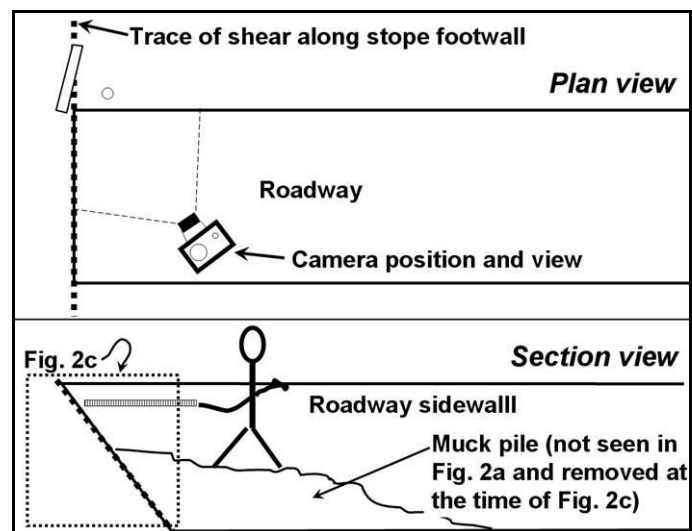 Trace of shear along stope footwall
Plan view
Roadway
Camera position and view
Fig. 2c
Section view
Roadway sidewalll
Muck pile (not seen in
Fig. 2a and removed at
the time of Fig. 2c)